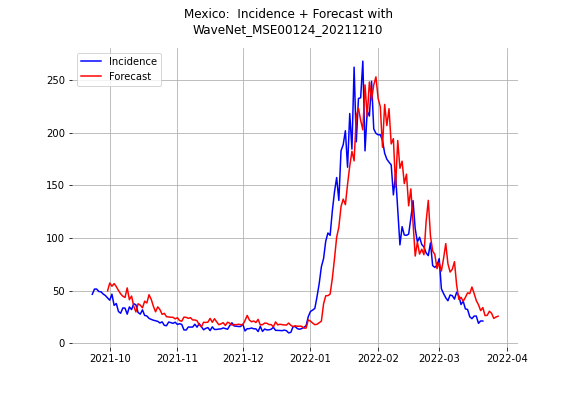 Mexico:  Incidence + Forecast with
WaveNet_MSE00124_20211210
Incidence
Forecast
250
200
150
100
50
0
2021-10 2021-11 2021-12 2022-01 2022-02 2022-03 2022-04